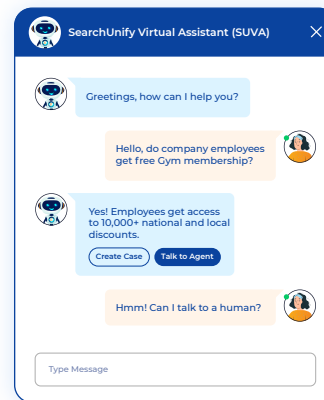 SearchUnify Virtual Assistant (SUVA)
Greetings, how can I help you?
Hello, do company employees
get free Gym membership?
Yes! Employees get access
to 10,000+ national and local
discounts.
Create Case
Talk to Agent
Hmm! Can I talk to a human?
Type Message